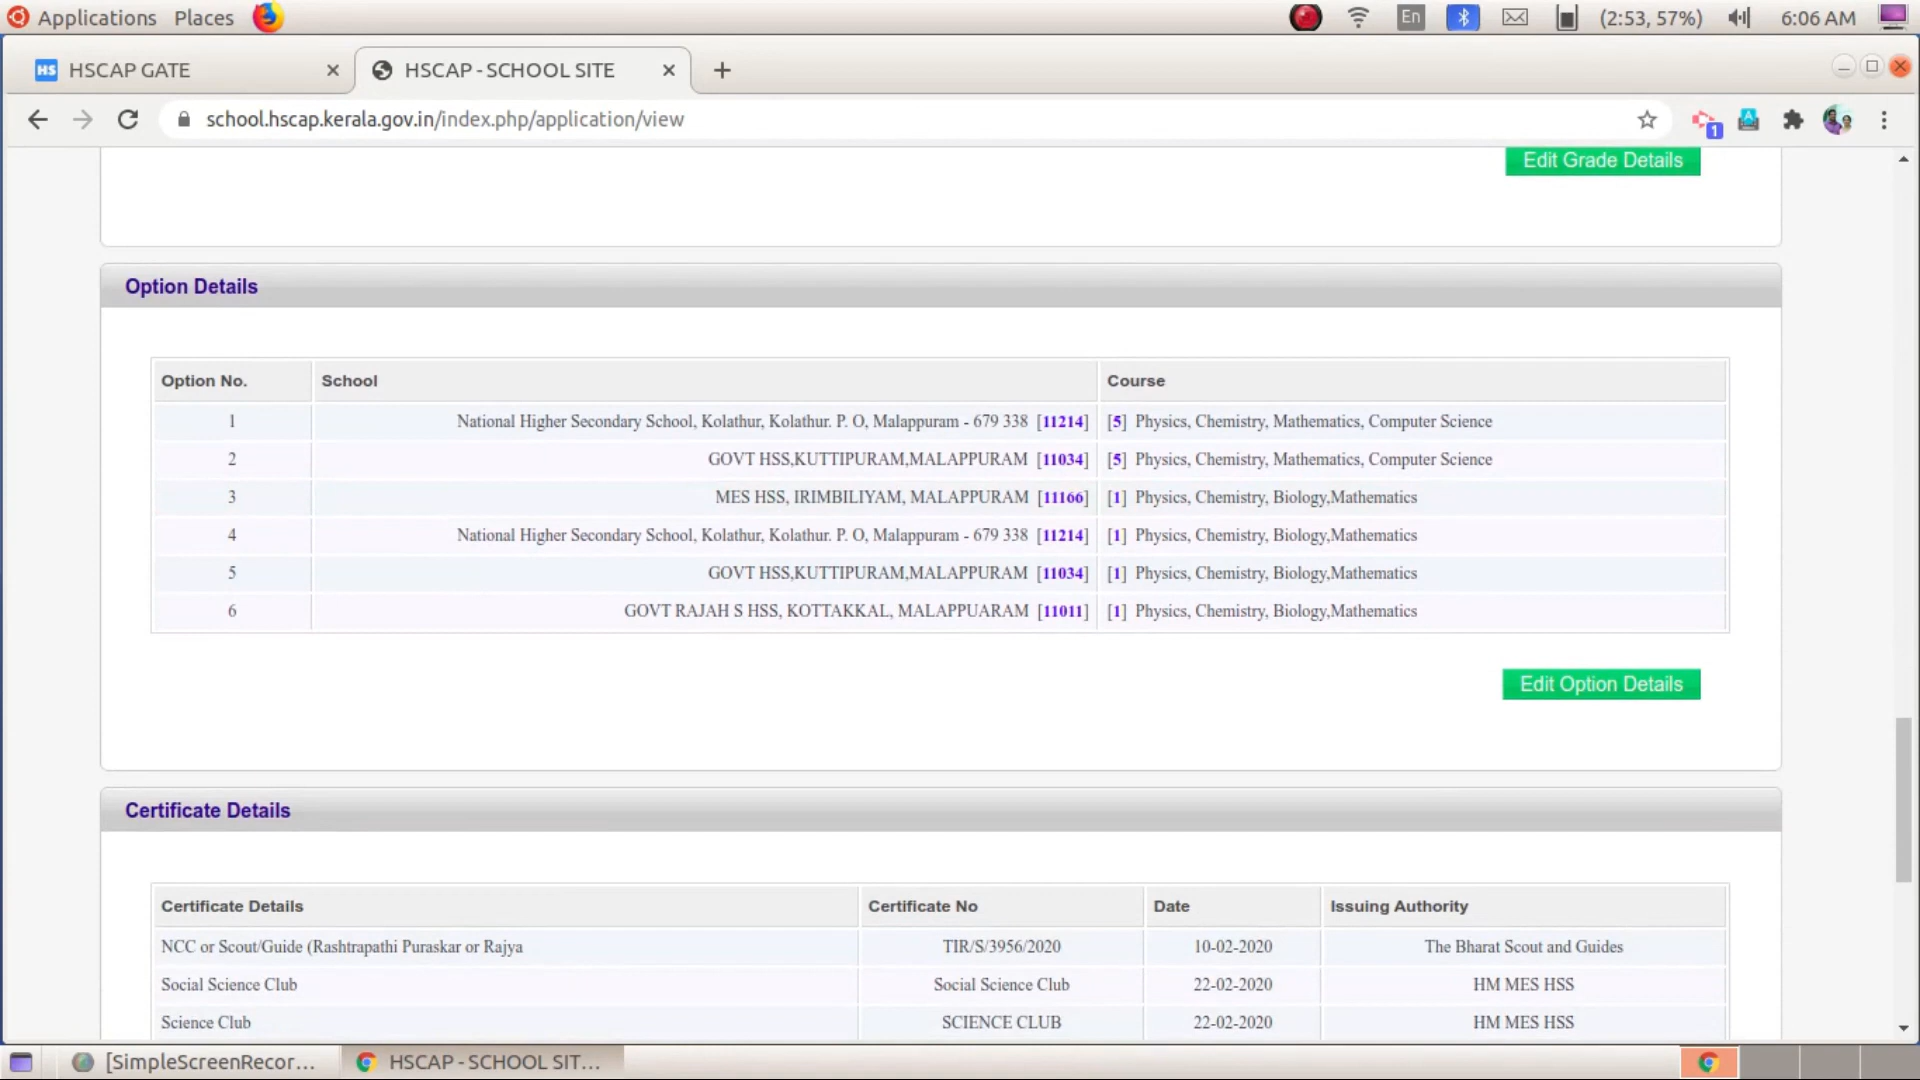 Applications Places
En
(2:53, 57%)
6:06 AM
HS HSCAP GATE
HSCAP - SCHOOL SITE
school.hscap.kerala.gov.in/index.php/application/view
1
Edit Grade Details
Option Details
Option No. School Course
1 National Higher Secondary School, Kolathur, Kolathur. P. O, Malappuram - 679 338 [11214] [5] Physics, Chemistry, Mathematics, Computer Science
2 GOVT HSS,KUTTIPURAM,MALAPPURAM [11034] [5] Physics, Chemistry, Mathematics, Computer Science
3 MES HSS, IRIMBILIYAM, MALAPPURAM [11166] [1] Physics, Chemistry, Biology,Mathematics
4 National Higher Secondary School, Kolathur, Kolathur. P. O, Malappuram - 679 338 [11214] [1] Physics, Chemistry, Biology,Mathematics
5 GOVT HSS,KUTTIPURAM,MALAPPURAM [11034] [1] Physics, Chemistry, Biology,Mathematics
6 GOVT RAJAH S HSS, KOTTAKKAL, MALAPPUARAM [11011] [1] Physics, Chemistry, Biology,Mathematics
Edit Option Details
Certificate Details
Certificate Details Certificate No Date Issuing Authority
NCC or Scout/Guide (Rashtrapathi Puraskar or Rajya TIR/S/3956/2020 10-02-2020 The Bharat Scout and Guides
Social Science Club Social Science Club 22-02-2020 HM MES HSS
Science Club SCIENCE CLUB 22-02-2020 HM MES HSS
[SimpleScreenRecor...
HSCAP - SCHOOL SIT...